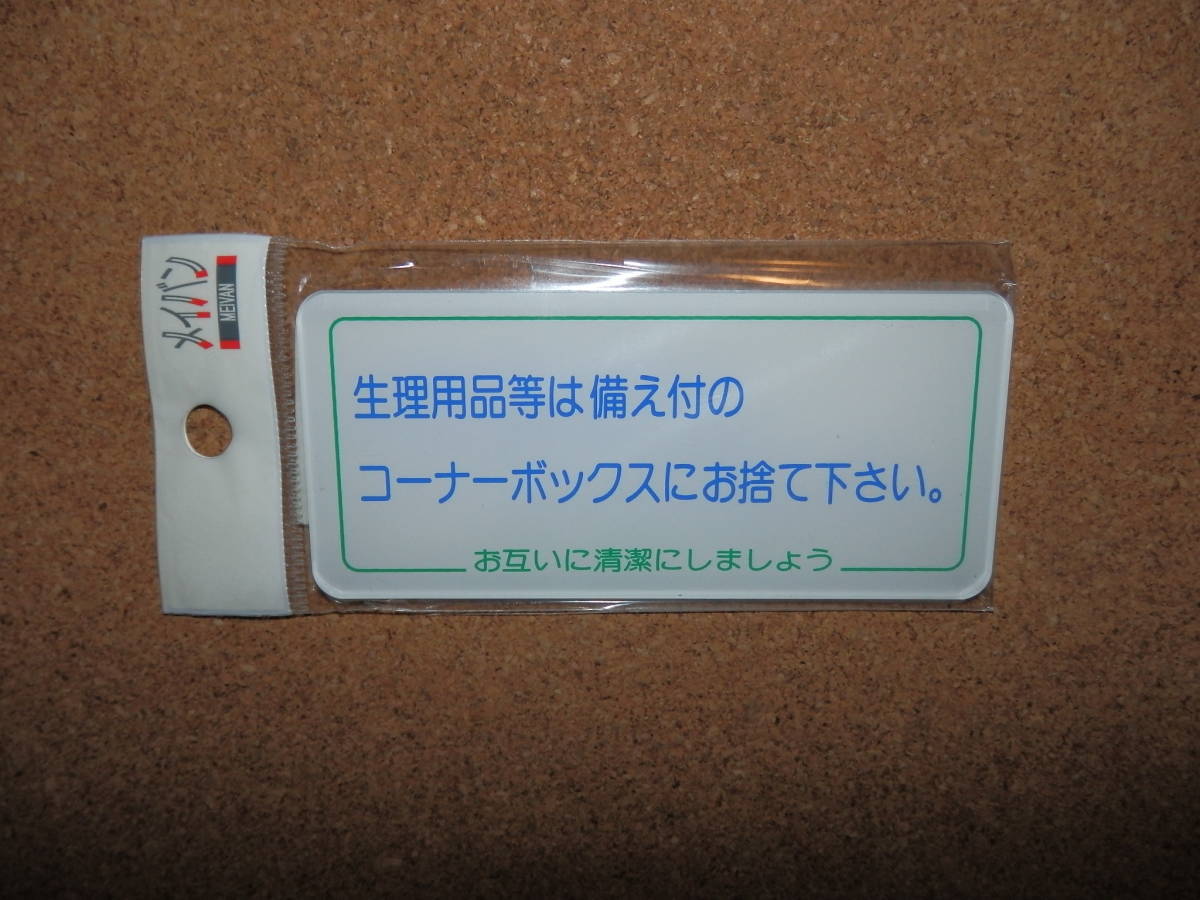 メイバン
MEIVAN
生理用品等は備え付の
コーナーボックスにお捨て下さい。
お互いに清潔にしましょう